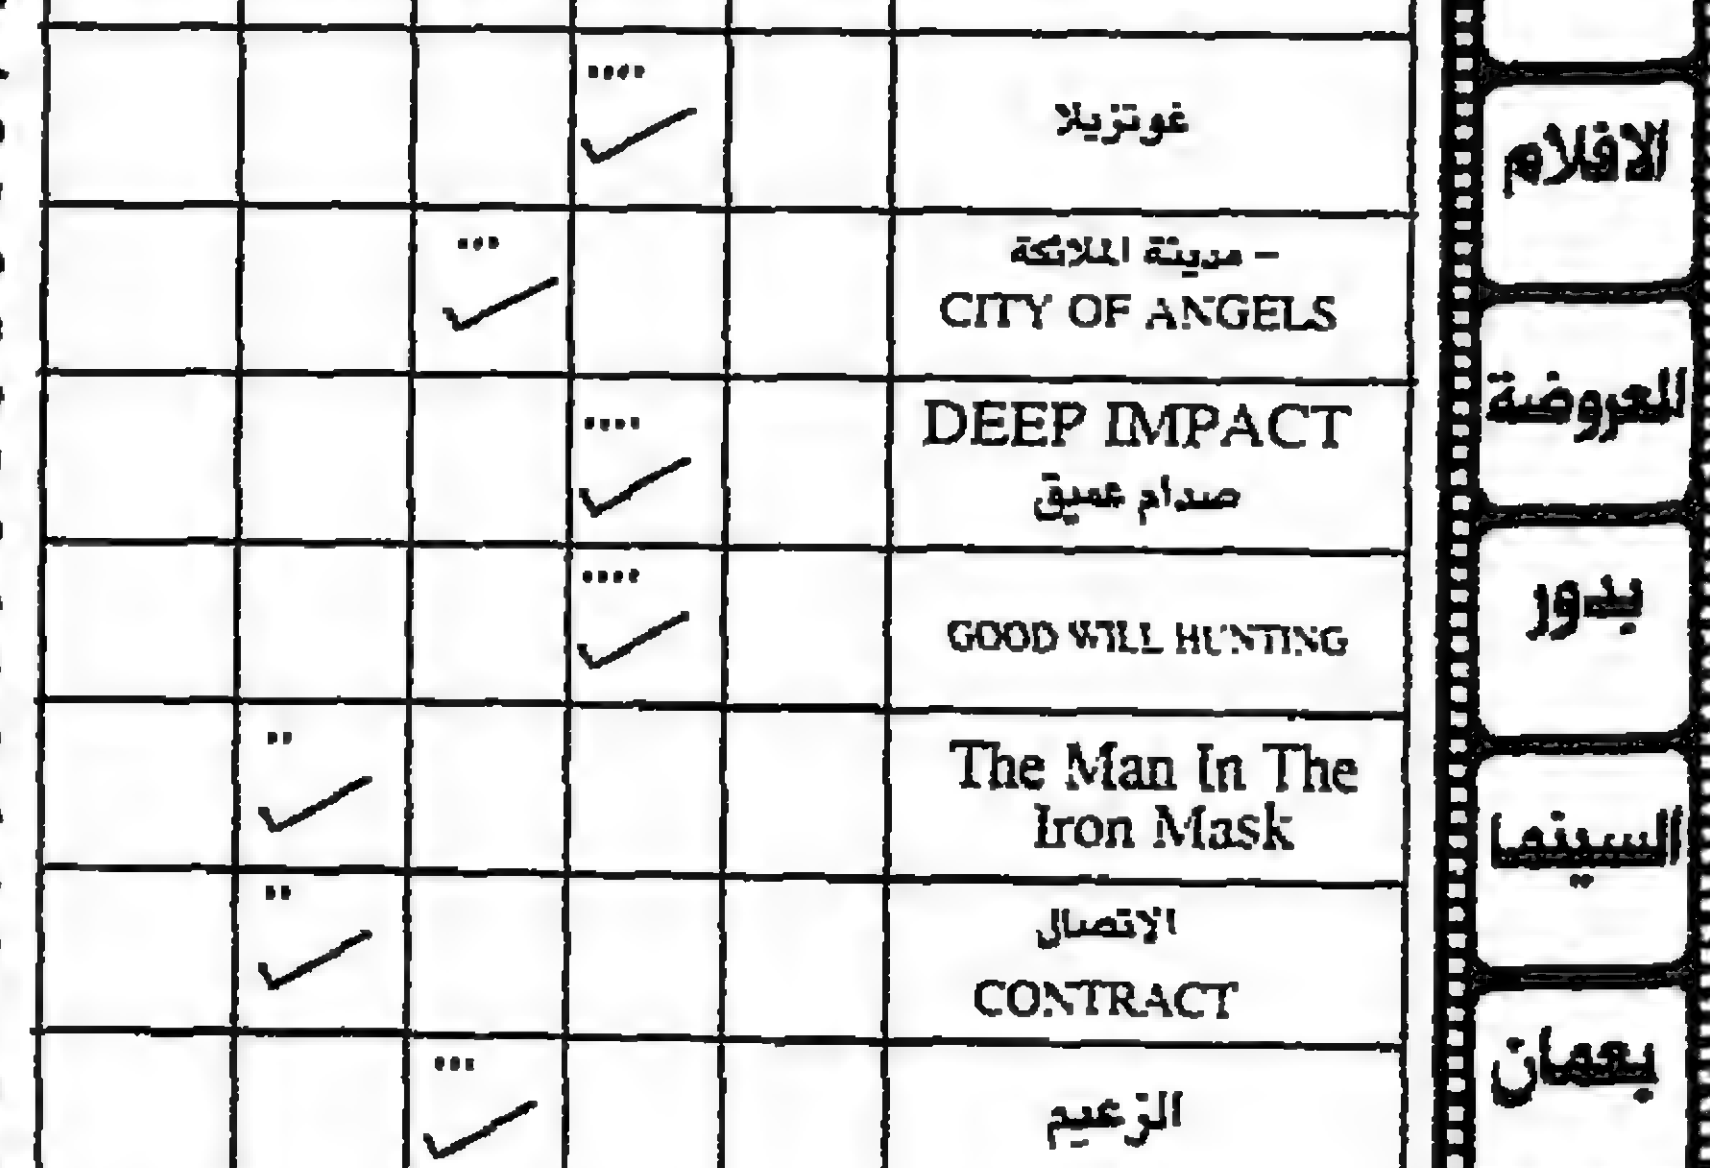 الافلام
المعروضة
بدور
السينما
بعمان
غوتزيلا
– مدينة الملائكة
CITY OF ANGELS
DEEP IMPACT
صدام عميق
GOOD WILL HUNTING
The Man In The
Iron Mask
الاتصال
CONTRACT
الزعيم